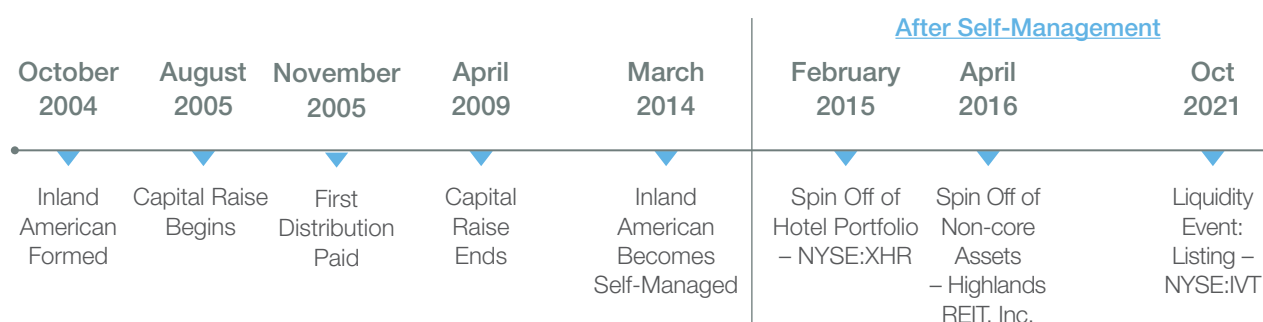 After Self-Management
October
2004
August
2005
November
2005
April
2009
March
2014
February
2015
April
2016
Oct
2021
Inland
American
Formed
Capital Raise
Begins
First
Distribution
Paid
Capital
Raise
Ends
Inland
American
Becomes
Self-Managed
Spin Off of
Hotel Portfolio
– NYSE:XHR
Spin Off of
Non-core
Assets
– Highlands
REIT, Inc.
Liquidity
Event:
Listing –
NYSE:IVT